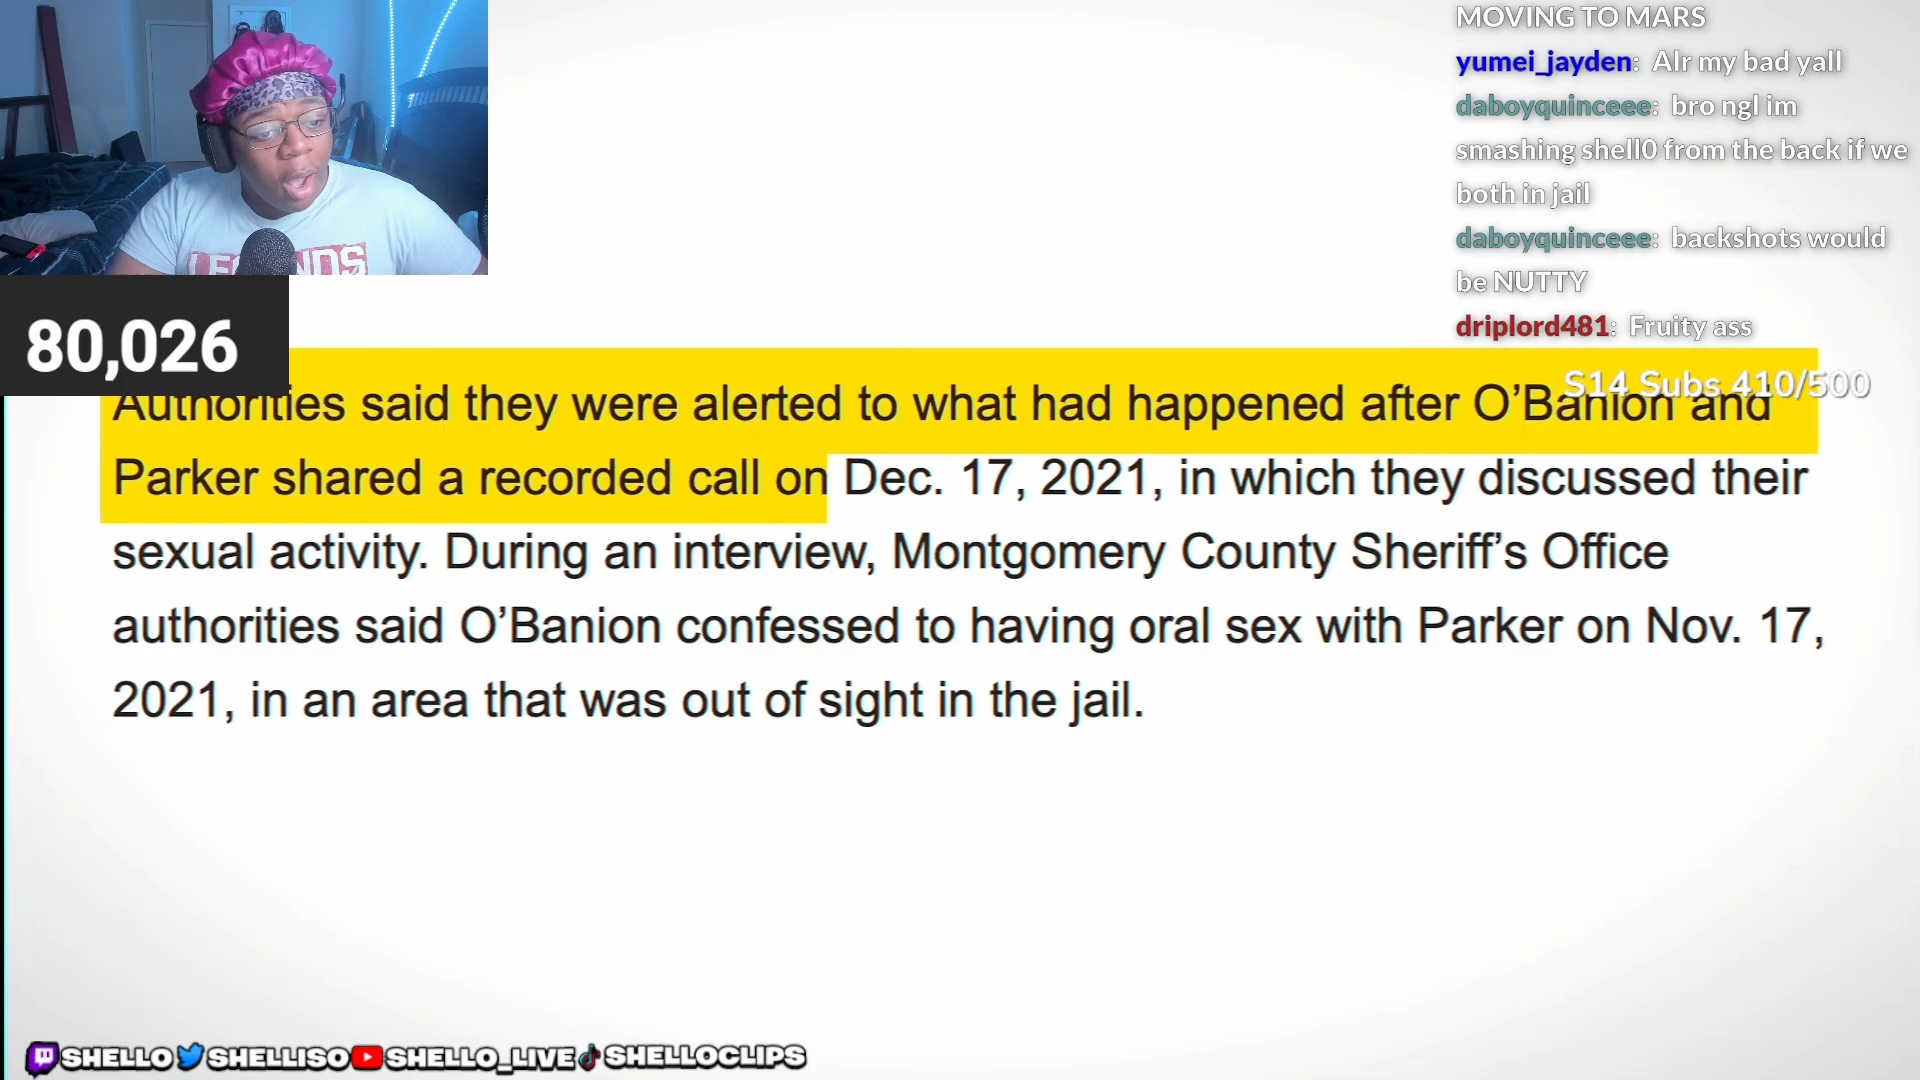 MOVING TO MARS
yumei_jayden: Alr my bad yall
daboyquinceee: bro ngl im
smashing shell0 from the back if we
both in jail
daboyquinceee: backshots would
be NUTTY
driplord481: Fruity ass
S14 Subs 410/500
80,026
Authorities said they were alerted to what had happened after O’Banion and
Parker shared a recorded call on Dec. 17, 2021, in which they discussed their
sexual activity. During an interview, Montgomery County Sheriff’s Office
authorities said O’Banion confessed to having oral sex with Parker on Nov. 17,
2021, in an area that was out of sight in the jail.
SHELLO SHELLISO SHELLO_LIVE SHELLOCLIPS